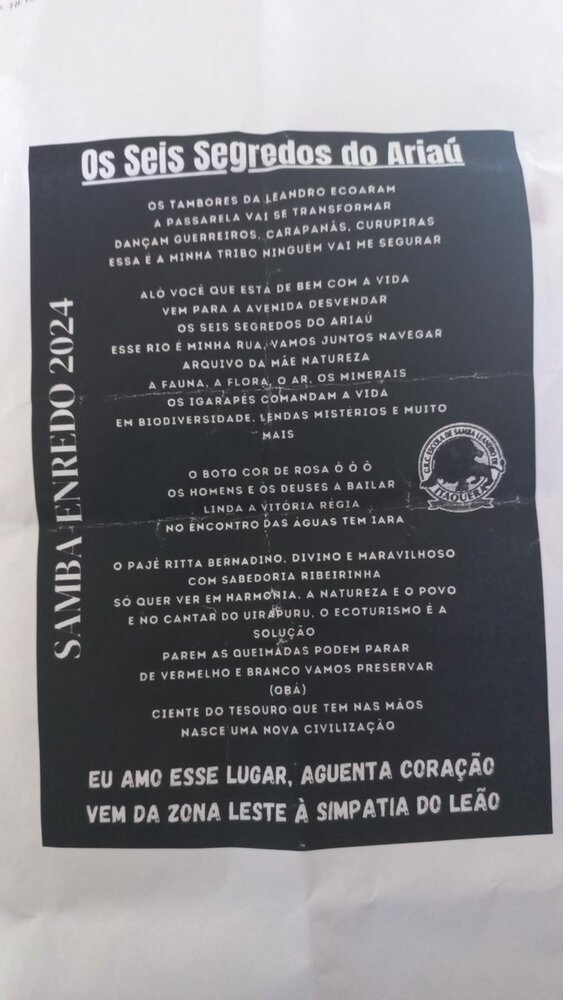 Os Seis Segredos do Ariaú
OS TAMBORES DA LEANDRO ECOARAM
A PASSARELA VAI SE TRANSFORMAR
DANÇAM GUERREIROS, CARAPANÃS, CURUPIRAS
ESSA É A MINHA TRIBO NINGUÉM VAI ME SEGURAR
ALÔ VOCÊ QUE ESTÁ DE BEM COM A VIDA
VEM PARA A AVENIDA DESVENDAR
OS SEIS SEGREDOS DO ARIAÚ
ESSE RIO É MINHA RUA, VAMOS JUNTOS NAVEGAR
ARQUIVO DA MÃE NATUREZA
A FAUNA, A FLORA, O AR, OS MINERAIS
OS IGARAPÉS COMANDAM A VIDA
EM BIODIVERSIDADE, LENDAS MISTÉRIOS E MUITO
MAIS
O BOTO COR DE ROSA Ô Ô Ô
OS HOMENS E OS DEUSES A BAILAR
LINDA A VITÓRIA RÉGIA
NO ENCONTRO DAS ÁGUAS TEM IARA
O PAJÉ RITTA BERNADINO, DIVINO E MARAVILHOSO
COM SABEDORIA RIBEIRINHA
SÓ QUER VER EM HARMONIA, A NATUREZA E O POVO
E NO CANTAR DO UIRAPURU, O ECOTURISMO É A
SOLUÇÃO
PAREM AS QUEIMADAS PODEM PARAR
DE VERMELHO E BRANCO VAMOS PRESERVAR
(OBÁ)
CIENTE DO TESOURO QUE TEM NAS MÃOS
NASCE UMA NOVA CIVILIZAÇÃO
EU AMO ESSE LUGAR, AGUENTA CORAÇÃO
VEM DA ZONA LESTE À SIMPATIA DO LEÃO
SAMBA-ENREDO 2024
G.R.C. ESCOLA DE SAMBA LEANDRO DE
ITAQUERA